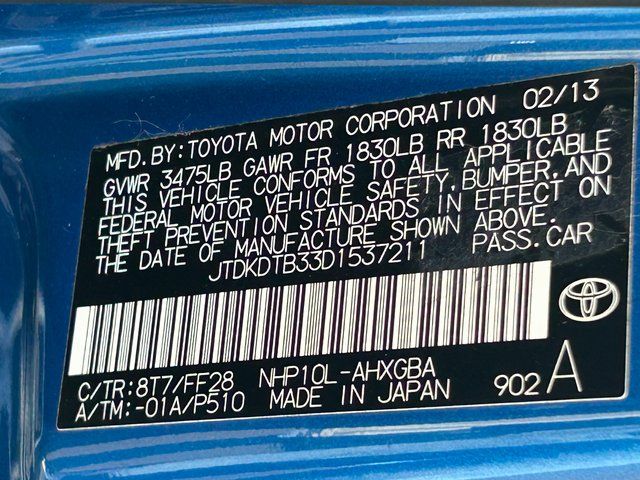 MFD. BY: TOYOTA MOTOR CORPORATION 02/13
GVWR 3475LB GAWR FR 1830LB RR 1830LB
THIS VEHICLE CONFORMS TO ALL APPLICABLE
FEDERAL MOTOR VEHICLE SAFETY, BUMPER, AND
THEFT PREVENTION STANDARDS IN EFFECT ON
THE DATE OF MANUFACTURE SHOWN ABOVE.
JTDKDTB33D1537211 PASS. CAR
C/TR: 8T7/FF28 NHP10L-AHXGBA
A/TM: -01A/P510 MADE IN JAPAN 902 A